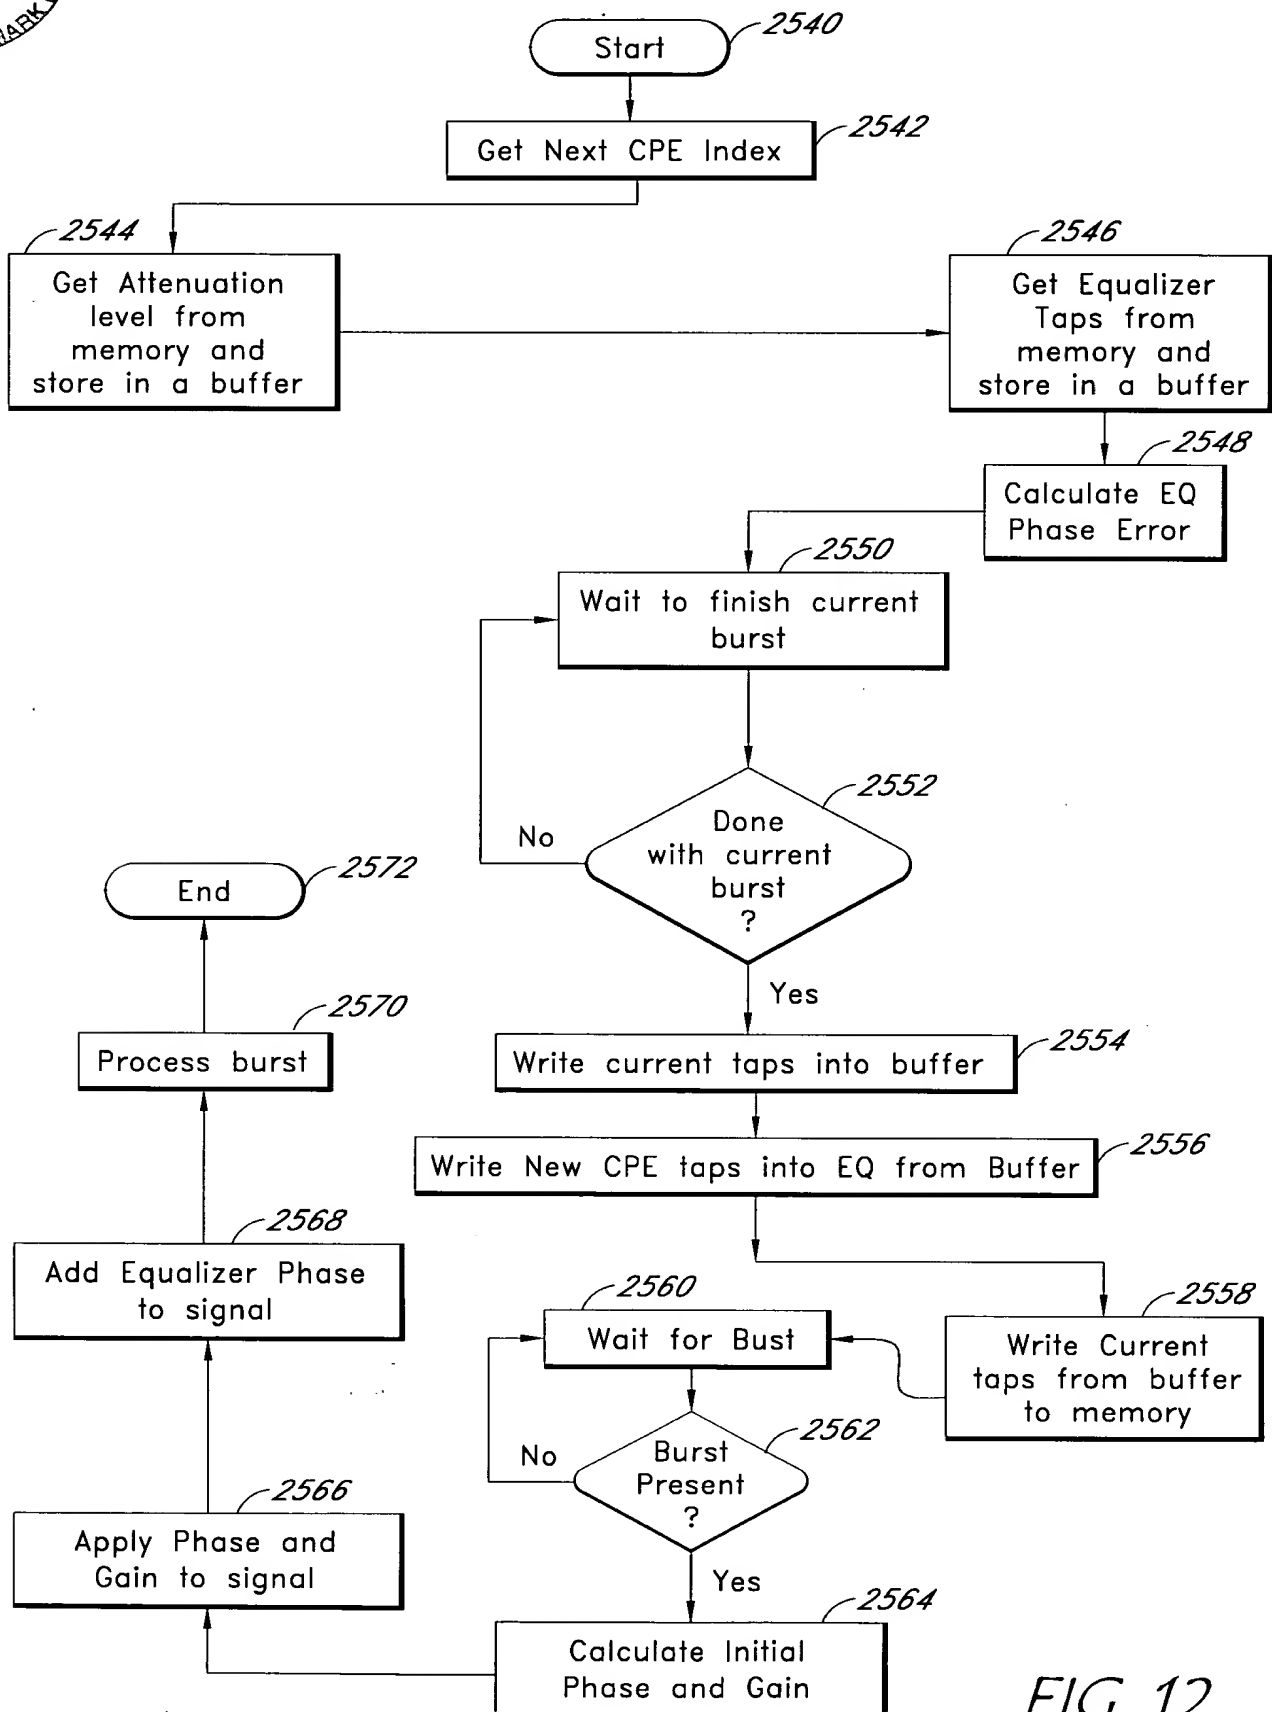 MARK
Start
2540
Get Next CPE Index
2542
2544
Get Attenuation
level from
memory and
store in a buffer
2546
Get Equalizer
Taps from
memory and
store in a buffer
2548
Calculate EQ
Phase Error
2550
Wait to finish current
burst
2552
Done
with current
burst
?
No
Yes
2554
Write current taps into buffer
2556
Write New CPE taps into EQ from Buffer
2558
Write Current
taps from buffer
to memory
2560
Wait for Bust
2562
Burst
Present
?
No
Yes
2564
Calculate Initial
Phase and Gain
2566
Apply Phase and
Gain to signal
2568
Add Equalizer Phase
to signal
2570
Process burst
2572
End
FIG. 12